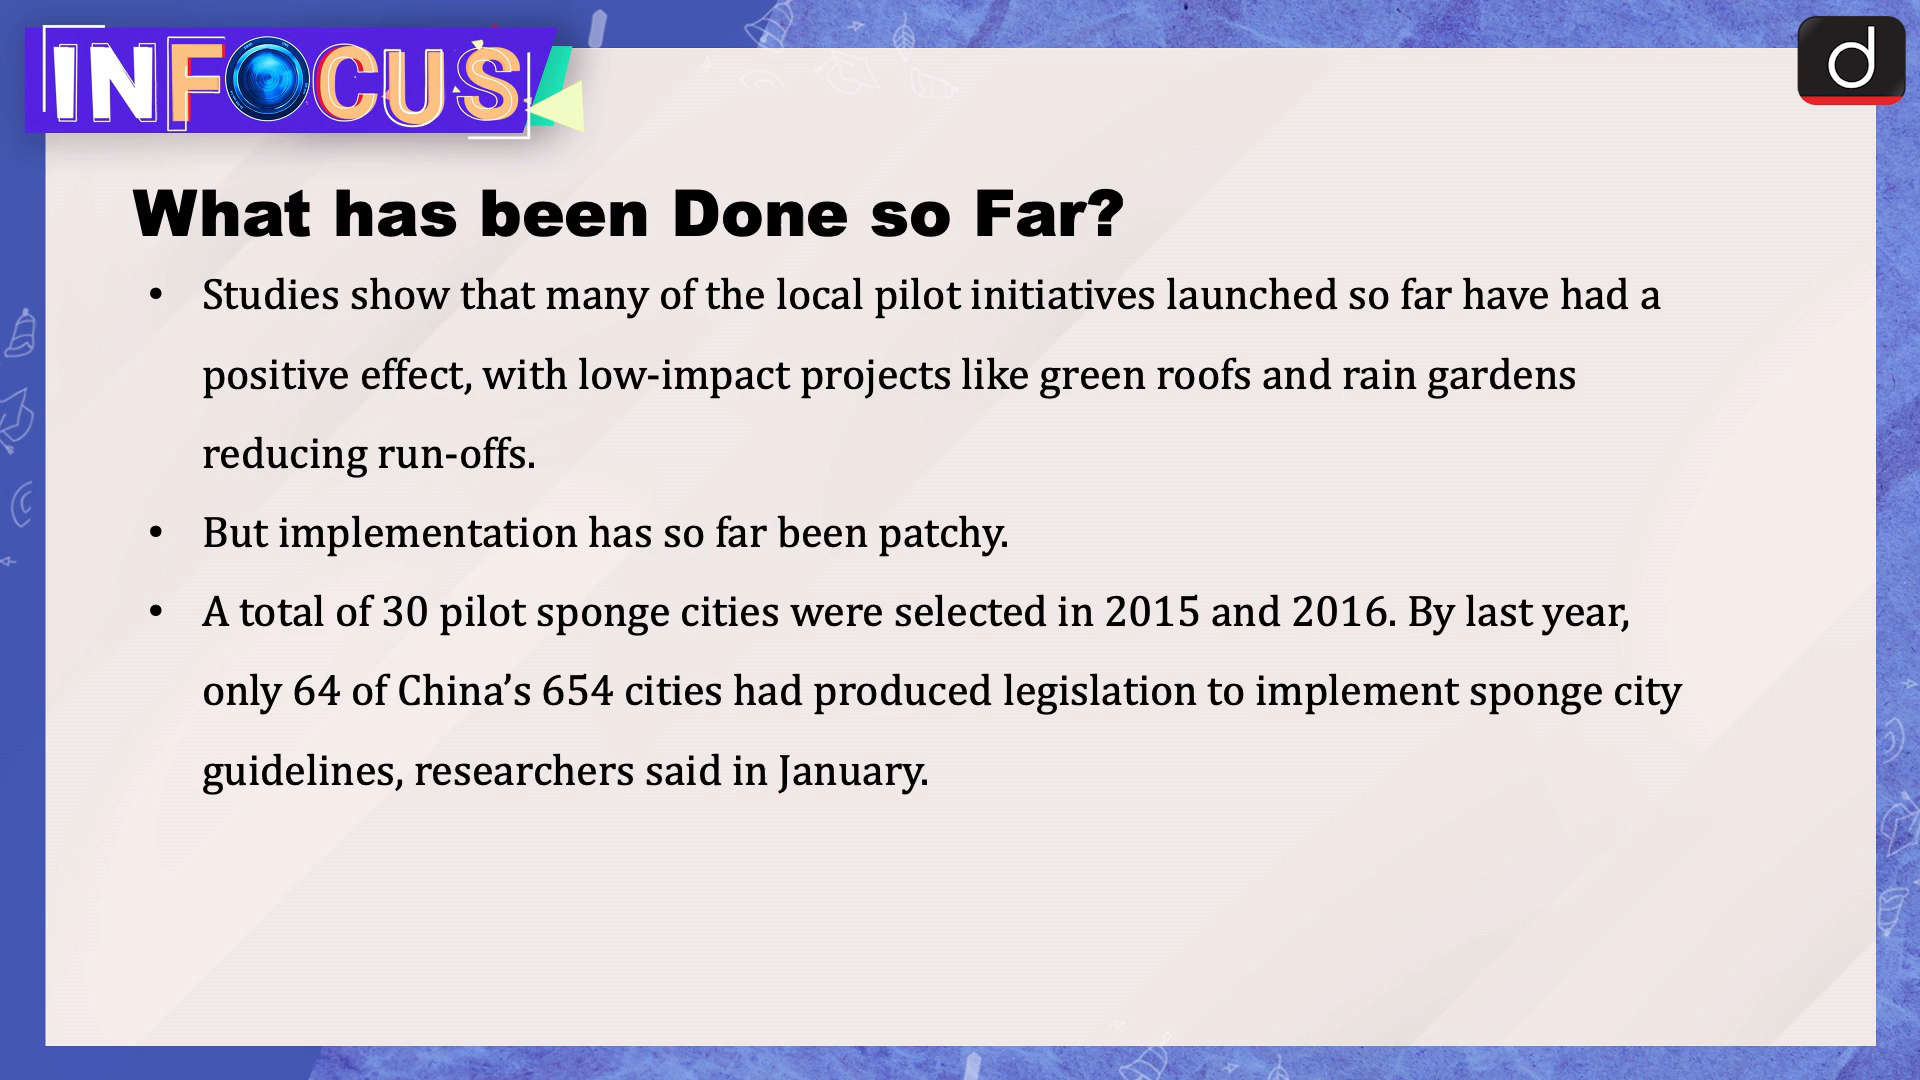 INFOCUS
d
What has been Done so Far?
• Studies show that many of the local pilot initiatives launched so far have had a
positive effect, with low-impact projects like green roofs and rain gardens
reducing run-offs.
• But implementation has so far been patchy.
• A total of 30 pilot sponge cities were selected in 2015 and 2016. By last year,
only 64 of China’s 654 cities had produced legislation to implement sponge city
guidelines, researchers said in January.